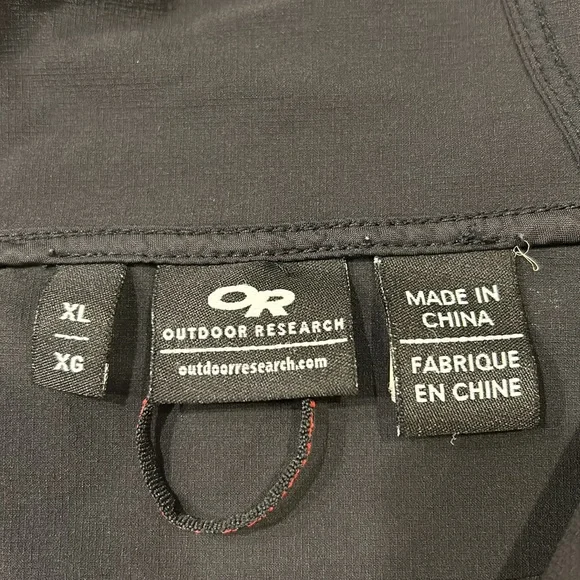 XL
XG
OR
OUTDOOR RESEARCH
outdoorresearch.com
MADE IN
CHINA
FABRIQUE
EN CHINE